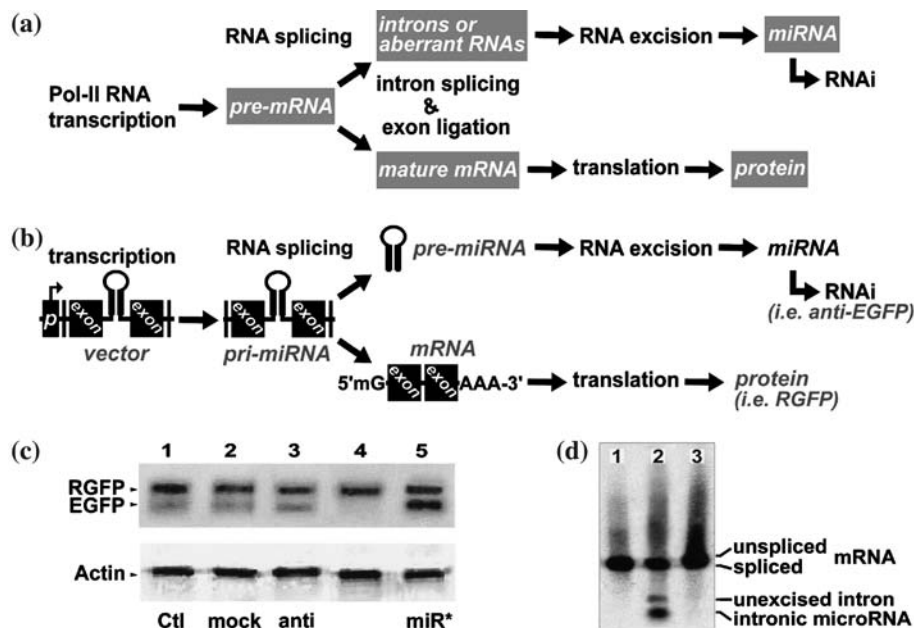 (a)
RNA splicing
introns or
aberrant RNAs
RNA excision
miRNA
RNAi
Pol-II RNA
transcription
pre-mRNA
intron splicing
&
exon ligation
mature mRNA
translation
protein
(b)
transcription
RNA splicing
pre-miRNA
RNA excision
miRNA
RNAi
(i.e. anti-EGFP)
p
exon
exon
vector
exon
exon
pri-miRNA
mRNA
5'mG
exon
exon
AAA-3'
translation
protein
(i.e. RGFP)
(c)
1 2 3 4 5
RGFP
EGFP
Actin
Ctl mock anti miR*
(d)
1 2 3
unspliced
spliced
mRNA
unexcised intron
intronic microRNA